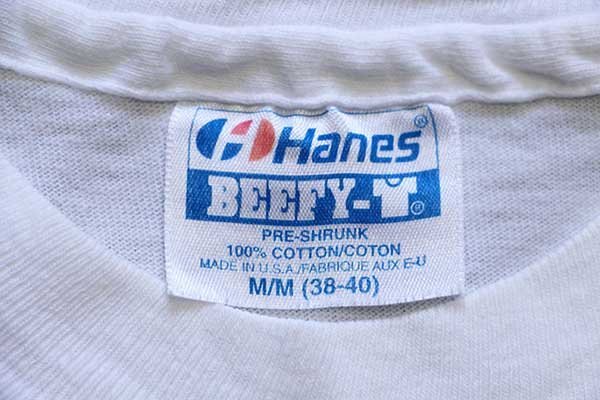 Hanes®
BEEFY-T®
PRE-SHRUNK
100% COTTON/COTON
MADE IN U.S.A./FABRIQUE AUX E-U
M/M (38-40)